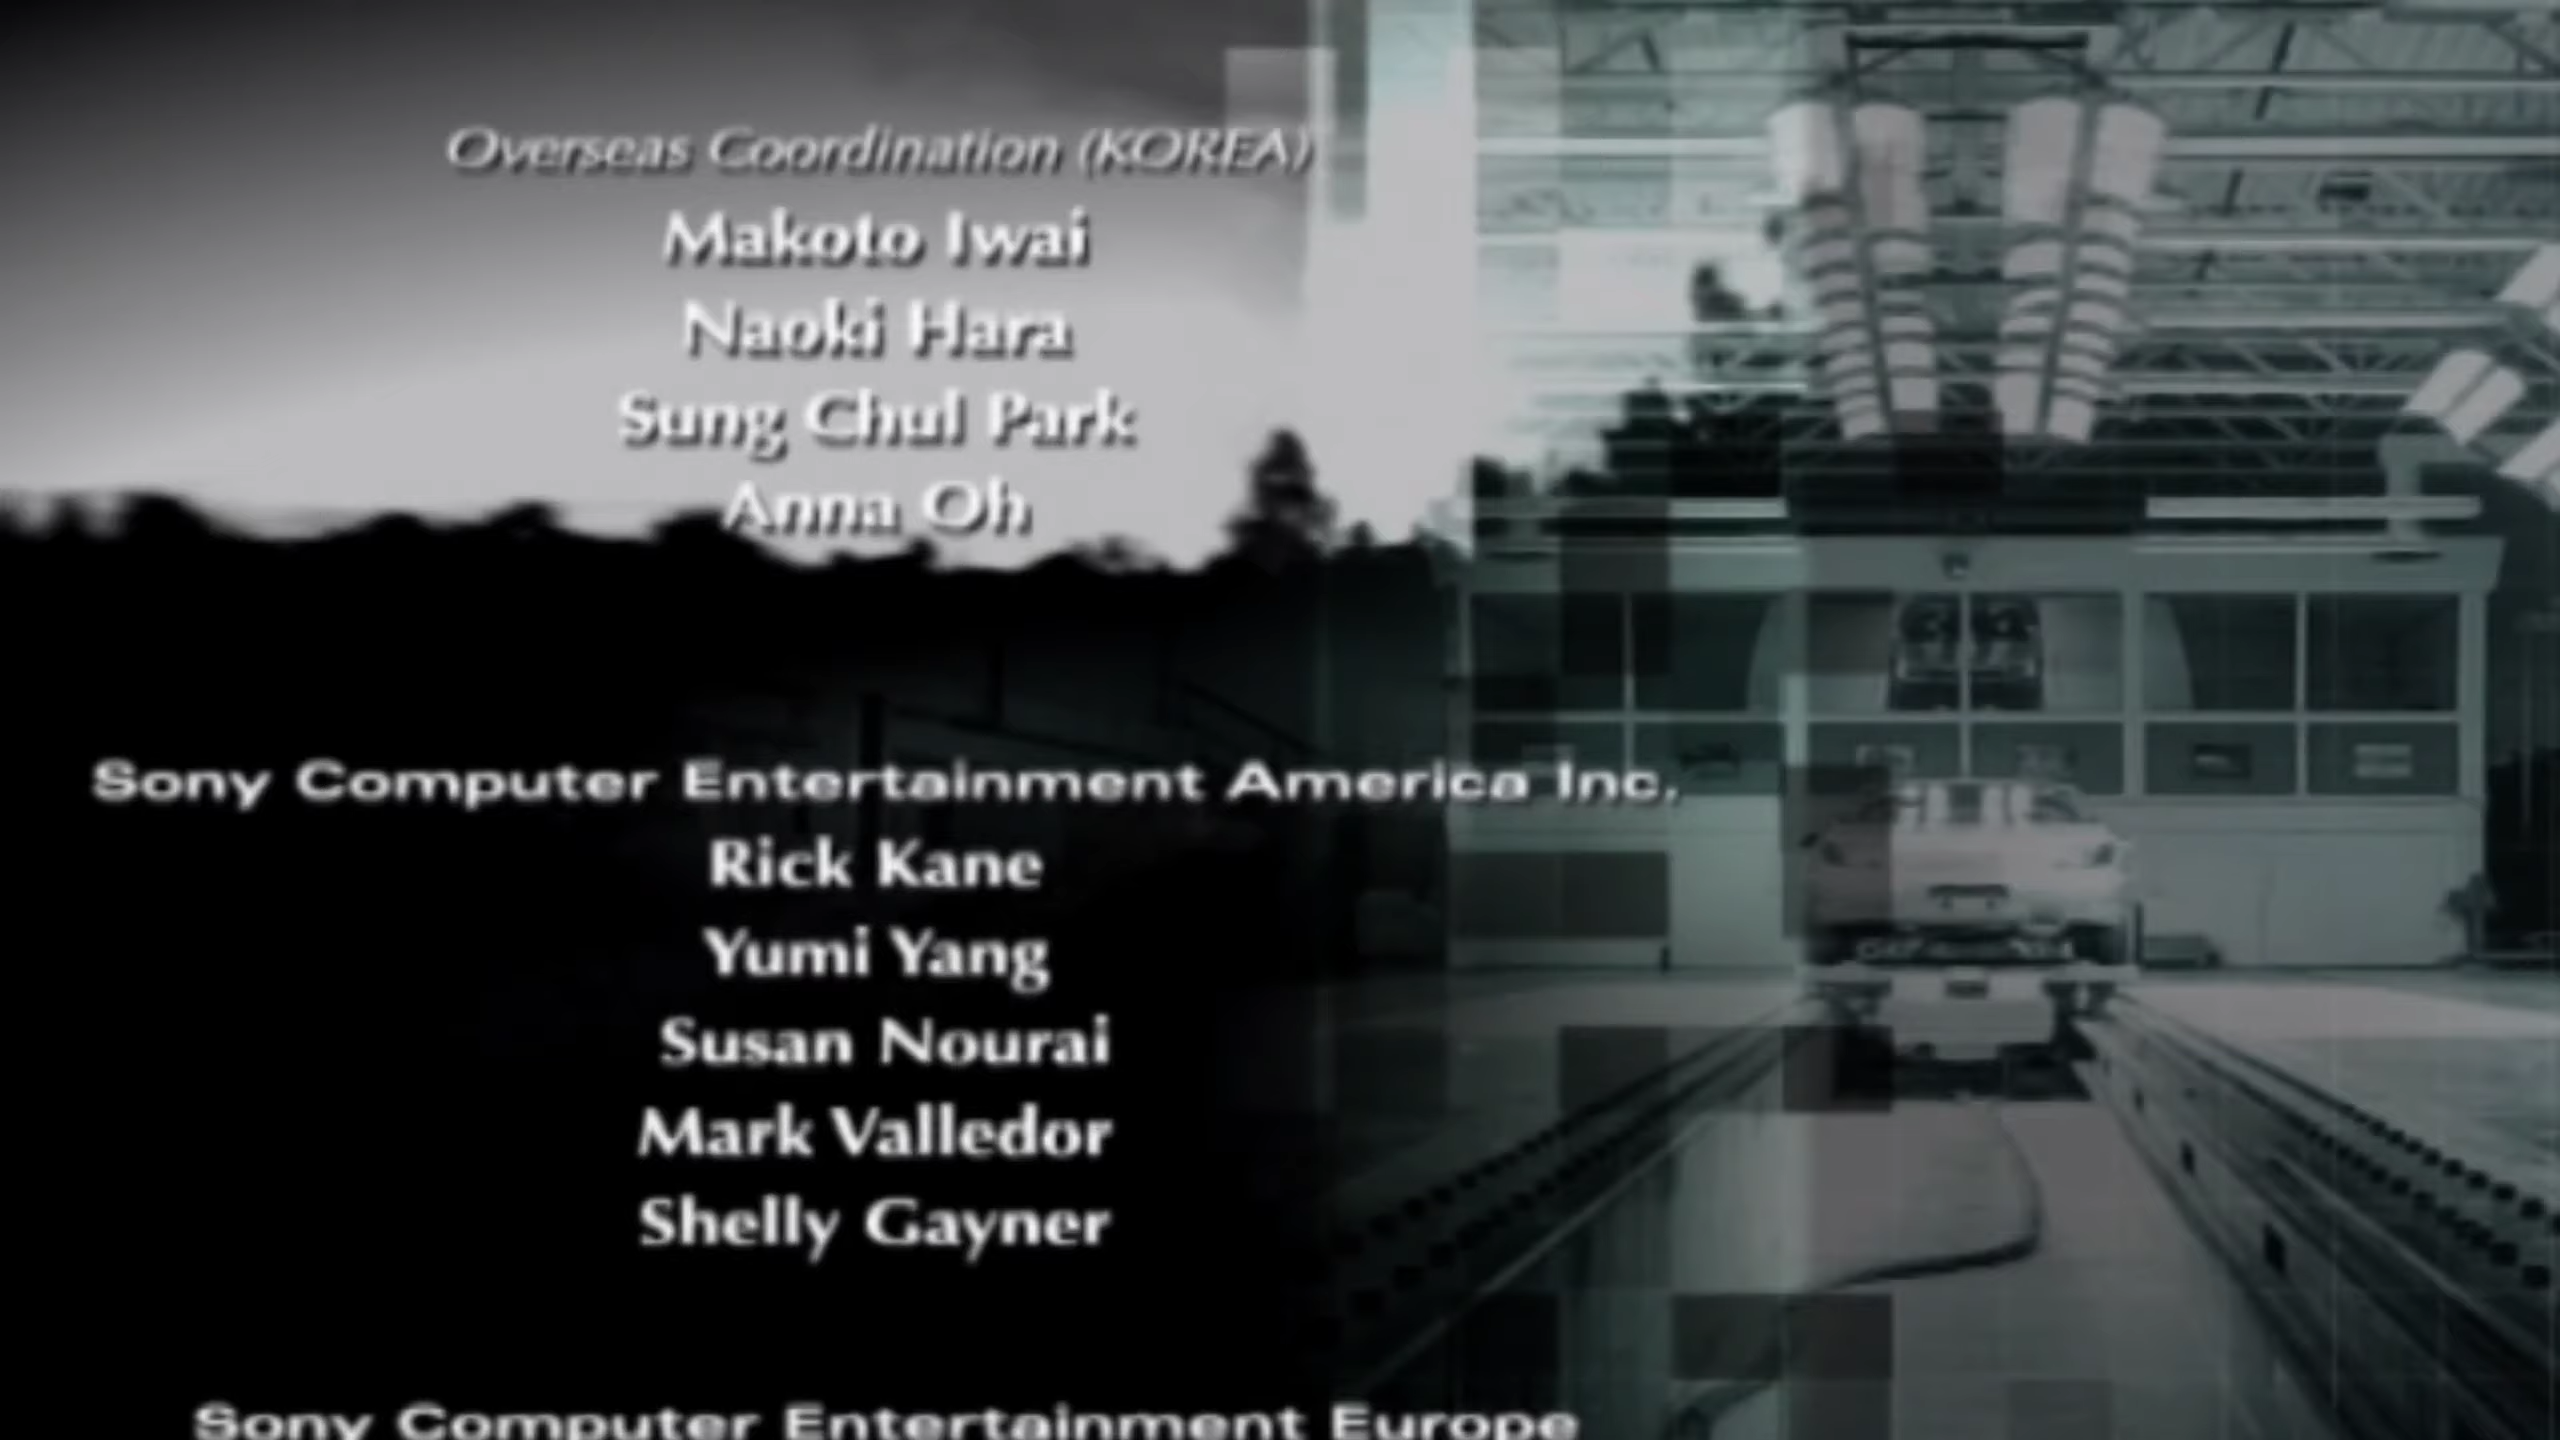 Overseas Coordination (KOREA)
Makoto Iwai
Naoki Hara
Sung Chul Park
Anna Oh
Sony Computer Entertainment America Inc.
Rick Kane
Yumi Yang
Susan Nourai
Mark Valledor
Shelly Gayner
Sony Computer Entertainment Europe